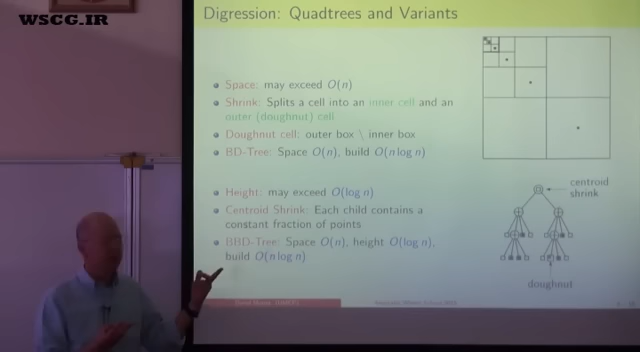 WSCG.IR
Digression: Quadtrees and Variants
Space: may exceed O(n)
Shrink: Splits a cell into an inner cell and an
outer (doughnut) cell
Doughnut cell: outer box \ inner box
BD-Tree: Space O(n), build O(n log n)
Height: may exceed O(log n)
Centroid Shrink: Each child contains a
constant fraction of points
BBD-Tree: Space O(n), height O(log n),
build O(n log n)
centroid
shrink
doughnut